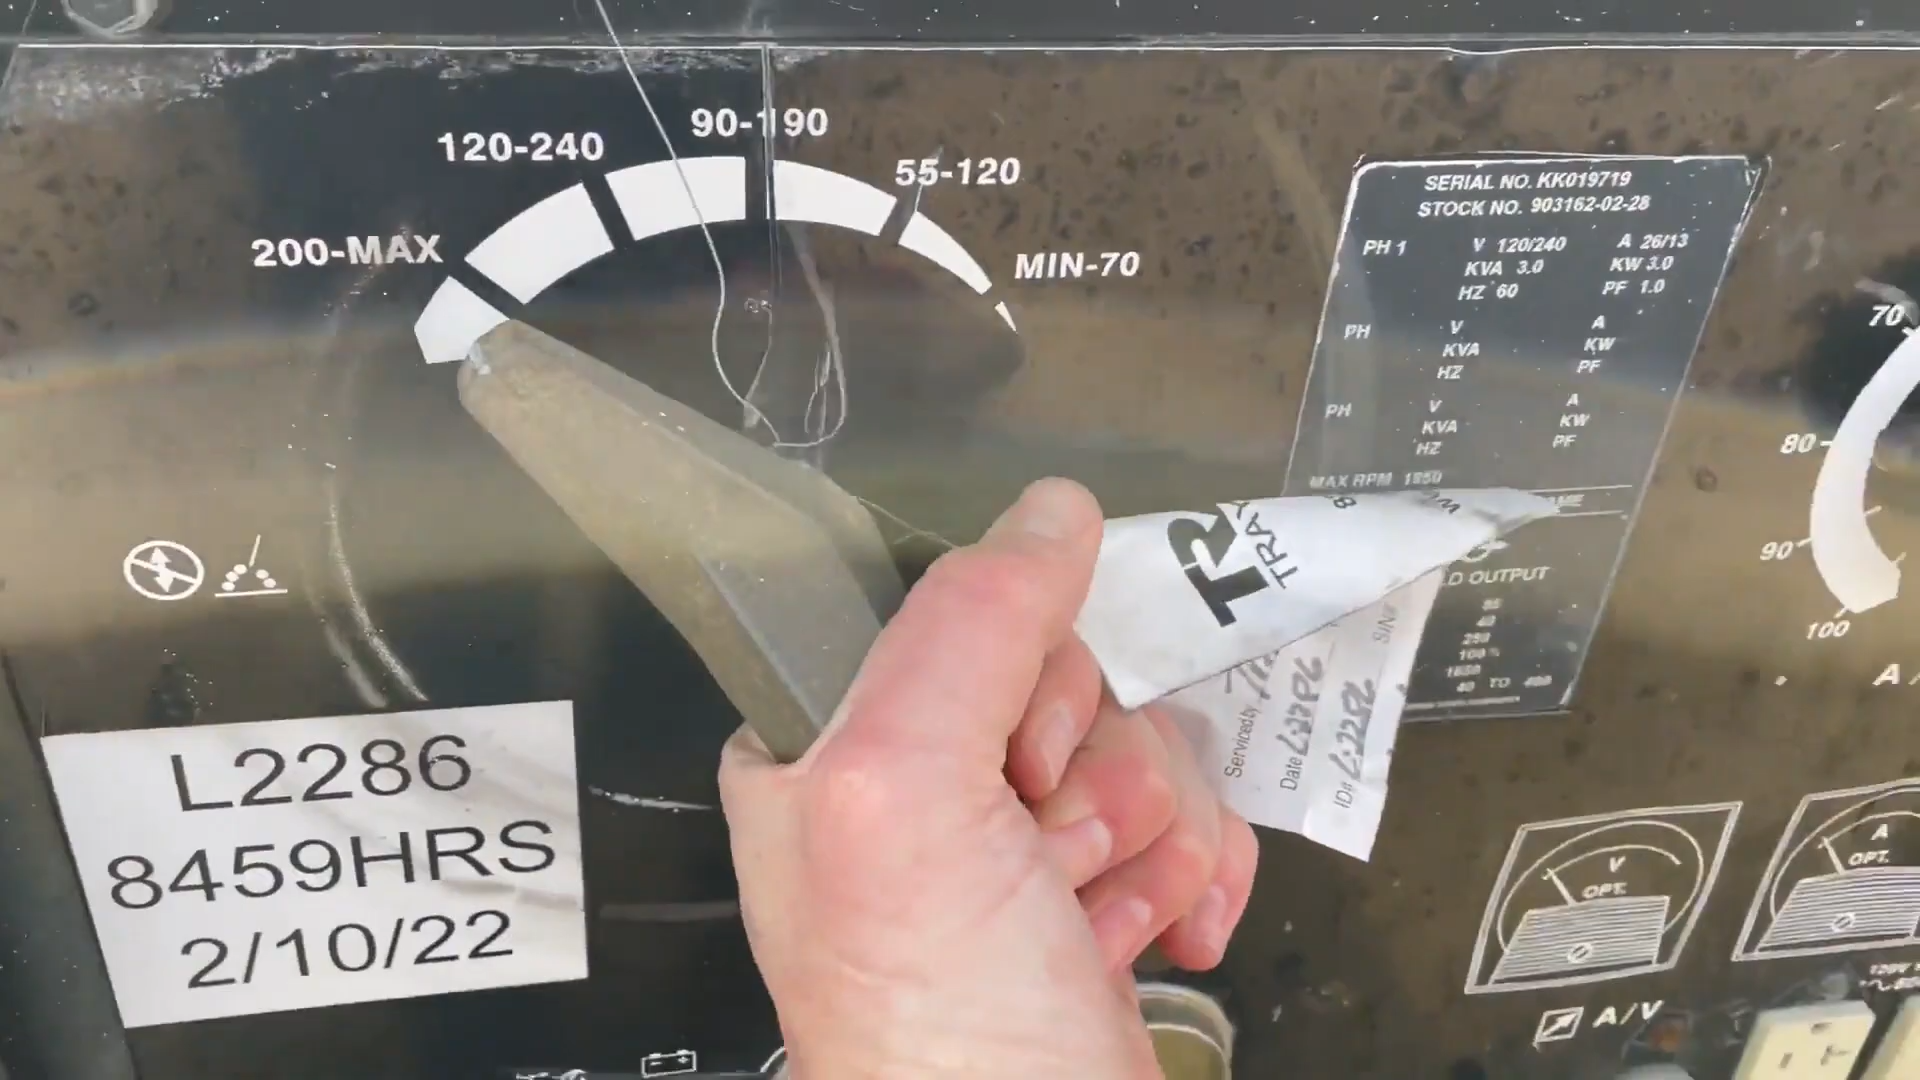 90-190
120-240
55-120
200-MAX
MIN-70
SERIAL NO. KK019719
STOCK NO. 903162-02-28
PH 1 V 120/240 A 26/13
KVA 3.0 KW 3.0
HZ 60 PF 1.0
PH V A
KVA KW
HZ PF
PH V A
KVA KW
HZ PF
MAX RPM 1850
OUTPUT
TR
Serviced by
Date L2286
ID# L2286
S/N
L2286
8459HRS
2/10/22
70
80
90
100
V
OPT.
A
OPT.
A/V